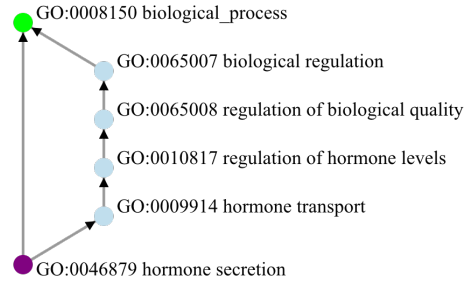 GO:0008150 biological_process
GO:0065007 biological regulation
GO:0065008 regulation of biological quality
GO:0010817 regulation of hormone levels
GO:0009914 hormone transport
GO:0046879 hormone secretion